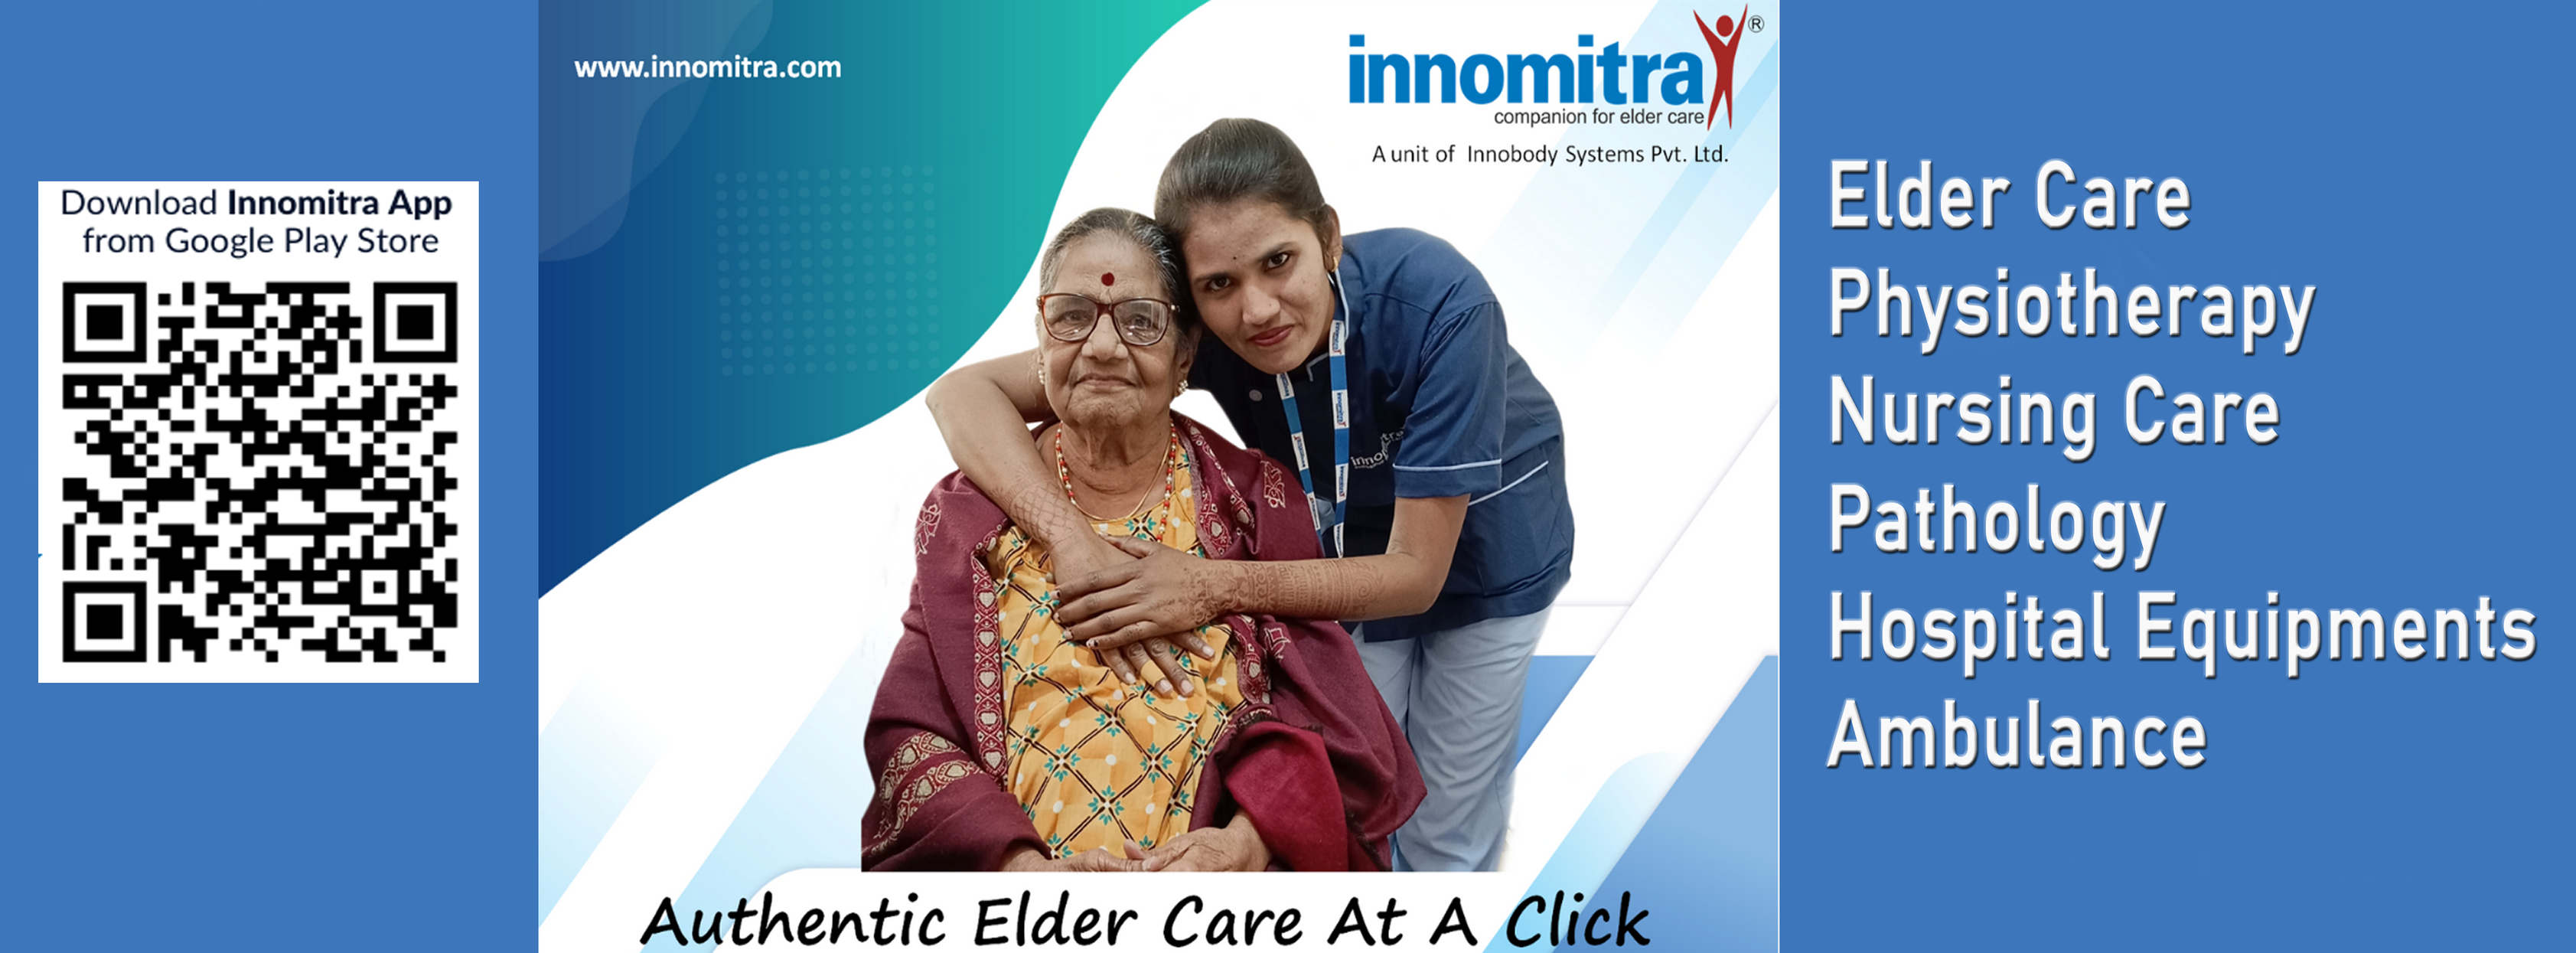 Download Innomitra App
from Google Play Store
www.innomitra.com
innomitra®
companion for elder care
A unit of Innobody Systems Pvt. Ltd.
Authentic Elder Care At A Click
Elder Care
Physiotherapy
Nursing Care
Pathology
Hospital Equipments
Ambulance